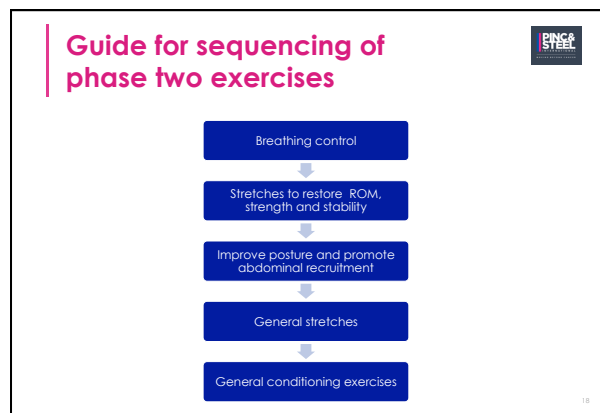 Guide for sequencing of
phase two exercises
PINC&
STEEL
INTERNATIONAL
Breathing control
Stretches to restore ROM,
strength and stability
Improve posture and promote
abdominal recruitment
General stretches
General conditioning exercises
18